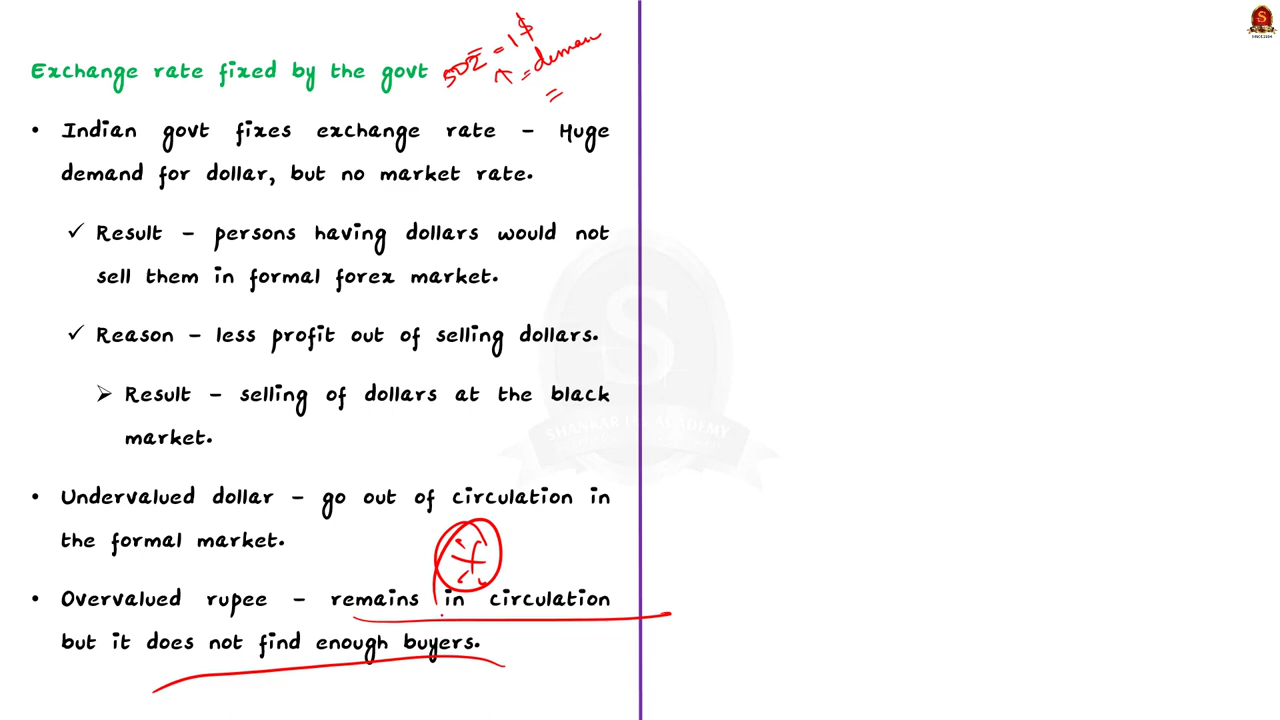 Exchange rate fixed by the govt
50₹ = 1$
↑ = deman
• Indian govt fixes exchange rate – Huge
demand for dollar, but no market rate.
✓ Result – persons having dollars would not
sell them in formal forex market.
✓ Reason – less profit out of selling dollars.
➢ Result – selling of dollars at the black
market.
• Undervalued dollar – go out of circulation in
the formal market.
• Overvalued rupee – remains in circulation
but it does not find enough buyers.
S
SHANKAR IAS ACADEMY